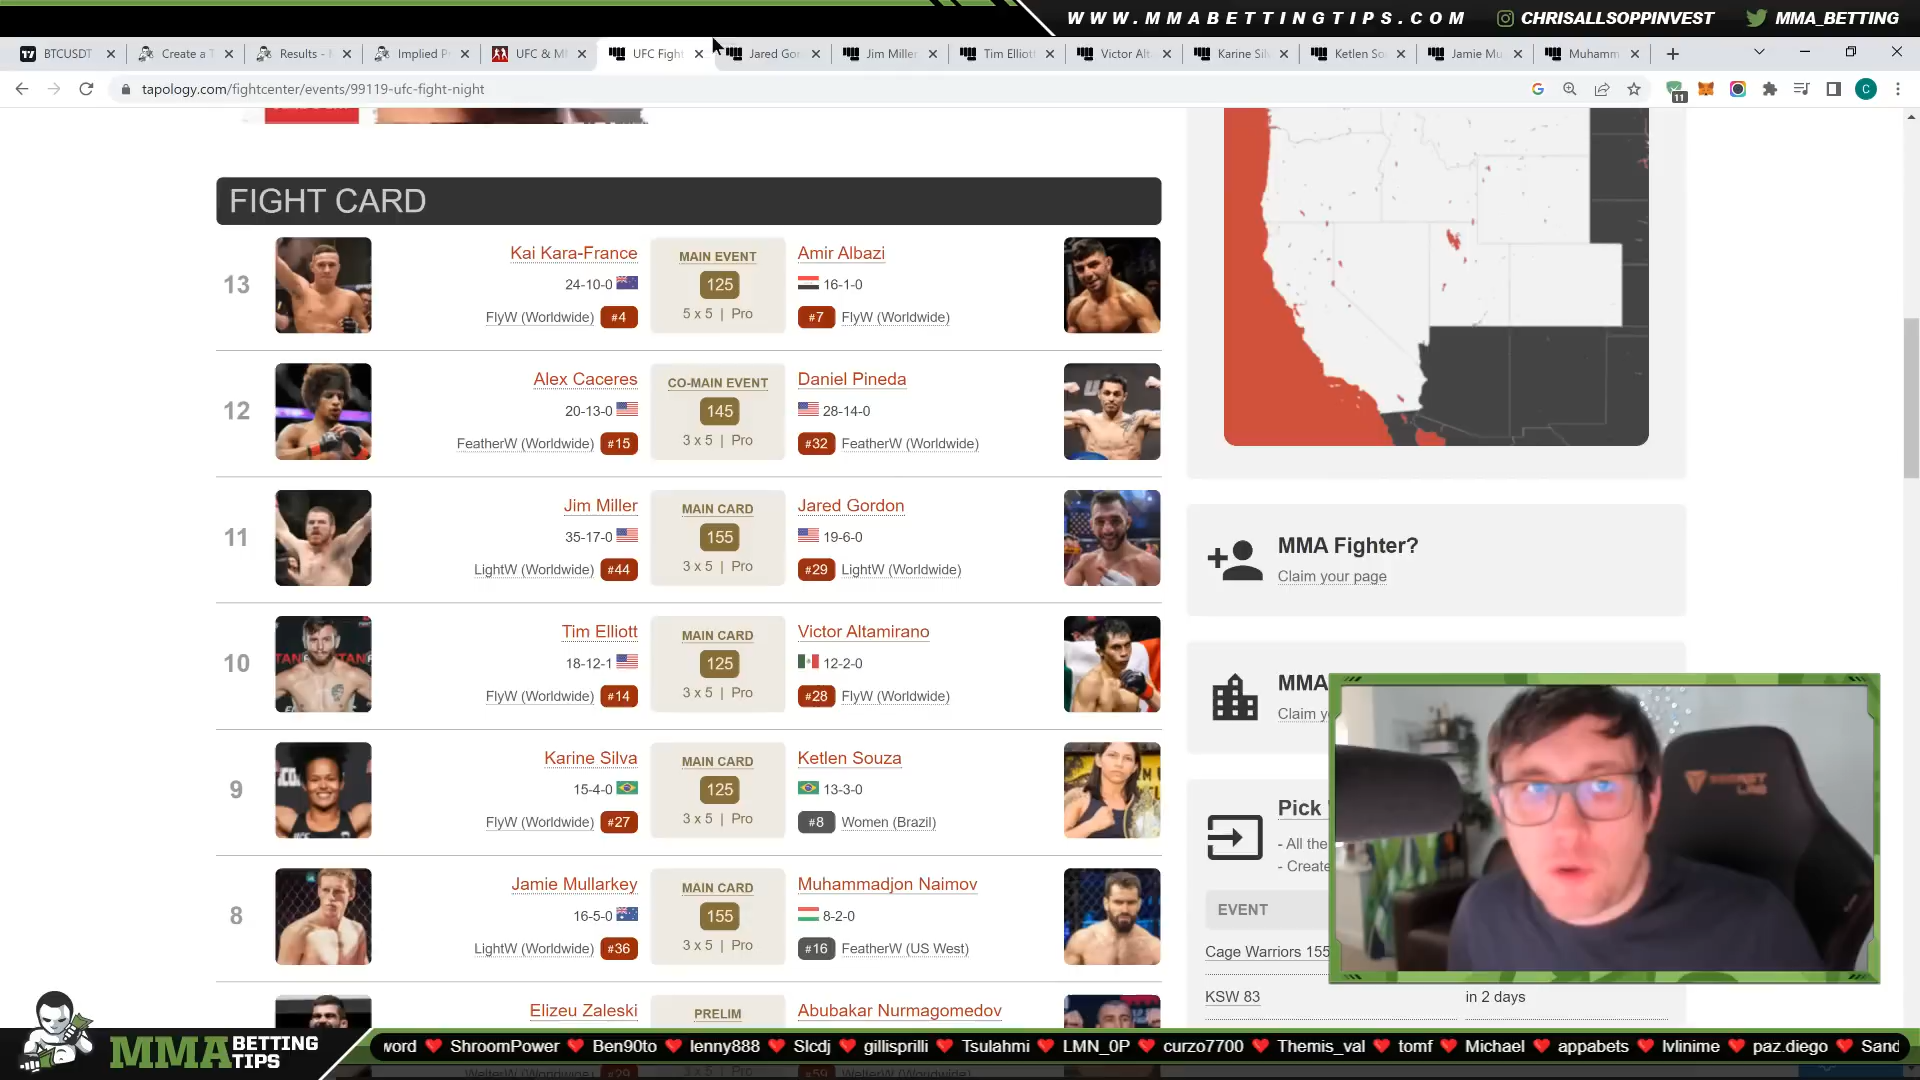 WWW.MMABETTINGTIPS.COM CHRISALLSOPPINVEST MMA_BETTING
BTCUSDT Create a T Results - Implied P UFC & M UFC Fight Jared Gor Jim Miller Tim Elliott Victor Alt Karine Sil Ketlen So Jamie Mu Muhamm
tapology.com/fightcenter/events/99119-ufc-fight-night
11
C
FIGHT CARD
13
Kai Kara-France MAIN EVENT Amir Albazi
24-10-0 125 16-1-0
FlyW (Worldwide) #4 5 x 5 | Pro #7 FlyW (Worldwide)
12
Alex Caceres CO-MAIN EVENT Daniel Pineda
20-13-0 145 28-14-0
FeatherW (Worldwide) #15 3 x 5 | Pro #32 FeatherW (Worldwide)
11
Jim Miller MAIN CARD Jared Gordon
35-17-0 155 19-6-0
LightW (Worldwide) #44 3 x 5 | Pro #29 LightW (Worldwide)
10
Tim Elliott MAIN CARD Victor Altamirano
18-12-1 125 12-2-0
FlyW (Worldwide) #14 3 x 5 | Pro #28 FlyW (Worldwide)
9
Karine Silva MAIN CARD Ketlen Souza
15-4-0 125 13-3-0
FlyW (Worldwide) #27 3 x 5 | Pro #8 Women (Brazil)
8
Jamie Mullarkey MAIN CARD Muhammadjon Naimov
16-5-0 155 8-2-0
LightW (Worldwide) #36 3 x 5 | Pro #16 FeatherW (US West)
Elizeu Zaleski PRELIM Abubakar Nurmagomedov
MMA Fighter?
Claim your page
MMA
Claim y
Pick
- All the
- Create
EVENT
Cage Warriors 155
KSW 83 in 2 days
MMA BETTING TIPS
word ShroomPower Ben90to lenny888 Slcdj gillisprilli Tsulahmi LMN_0P curzo7700 Themis_val tomf Michael appabets lvlinime paz.diego Sand